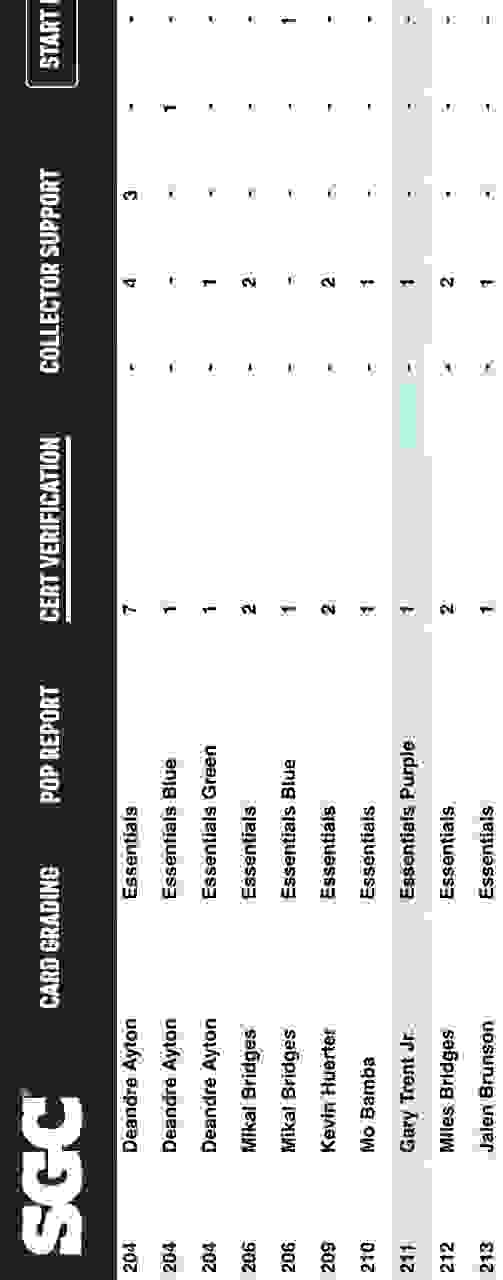 SGC CARD GRADING POP REPORT CERT VERIFICATION COLLECTOR SUPPORT START
204 Deandre Ayton Essentials 7 - 4 3 - -
204 Deandre Ayton Essentials Blue 1 - - - 1 -
204 Deandre Ayton Essentials Green 1 - 1 - - -
206 Mikal Bridges Essentials 2 - 2 - - -
206 Mikal Bridges Essentials Blue 1 - - - - 1
209 Kevin Huerter Essentials 2 - 2 - - -
210 Mo Bamba Essentials 1 - 1 - - -
211 Gary Trent Jr. Essentials Purple 1 - 1 - - -
212 Miles Bridges Essentials 2 - 2 - - -
213 Jalen Brunson Essentials 1 - 1 - - -